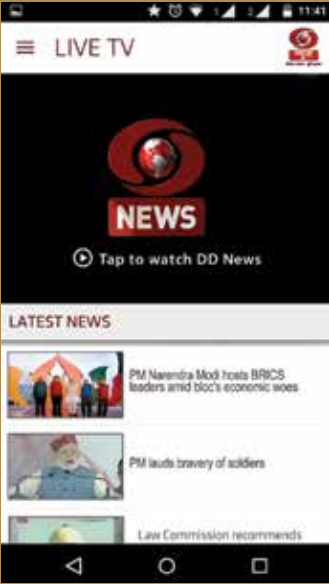 11:41
LIVE TV
NEWS
Tap to watch DD News
LATEST NEWS
PM Narendra Modi hosts BRICS
leaders amid bloc's economic woes
PM lauds bravery of soldiers
Law Commission recommends